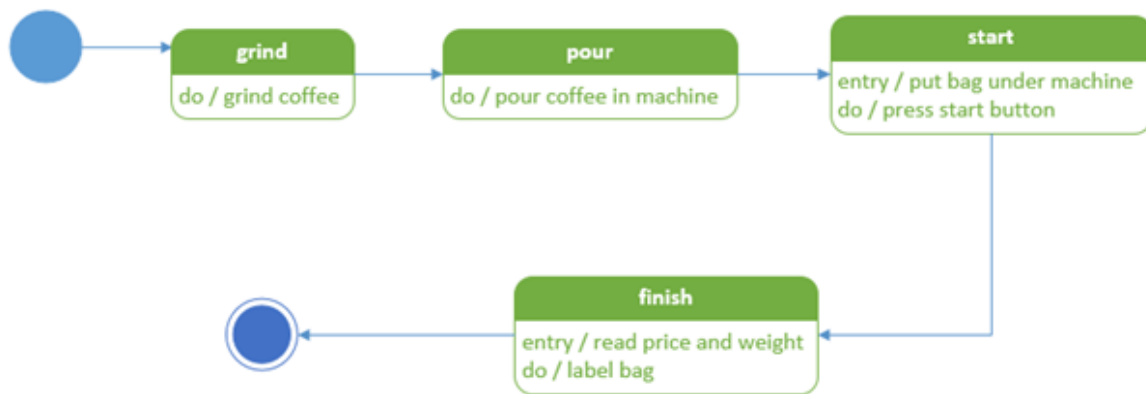 grind
do / grind coffee
pour
do / pour coffee in machine
start
entry / put bag under machine
do / press start button
finish
entry / read price and weight
do / label bag